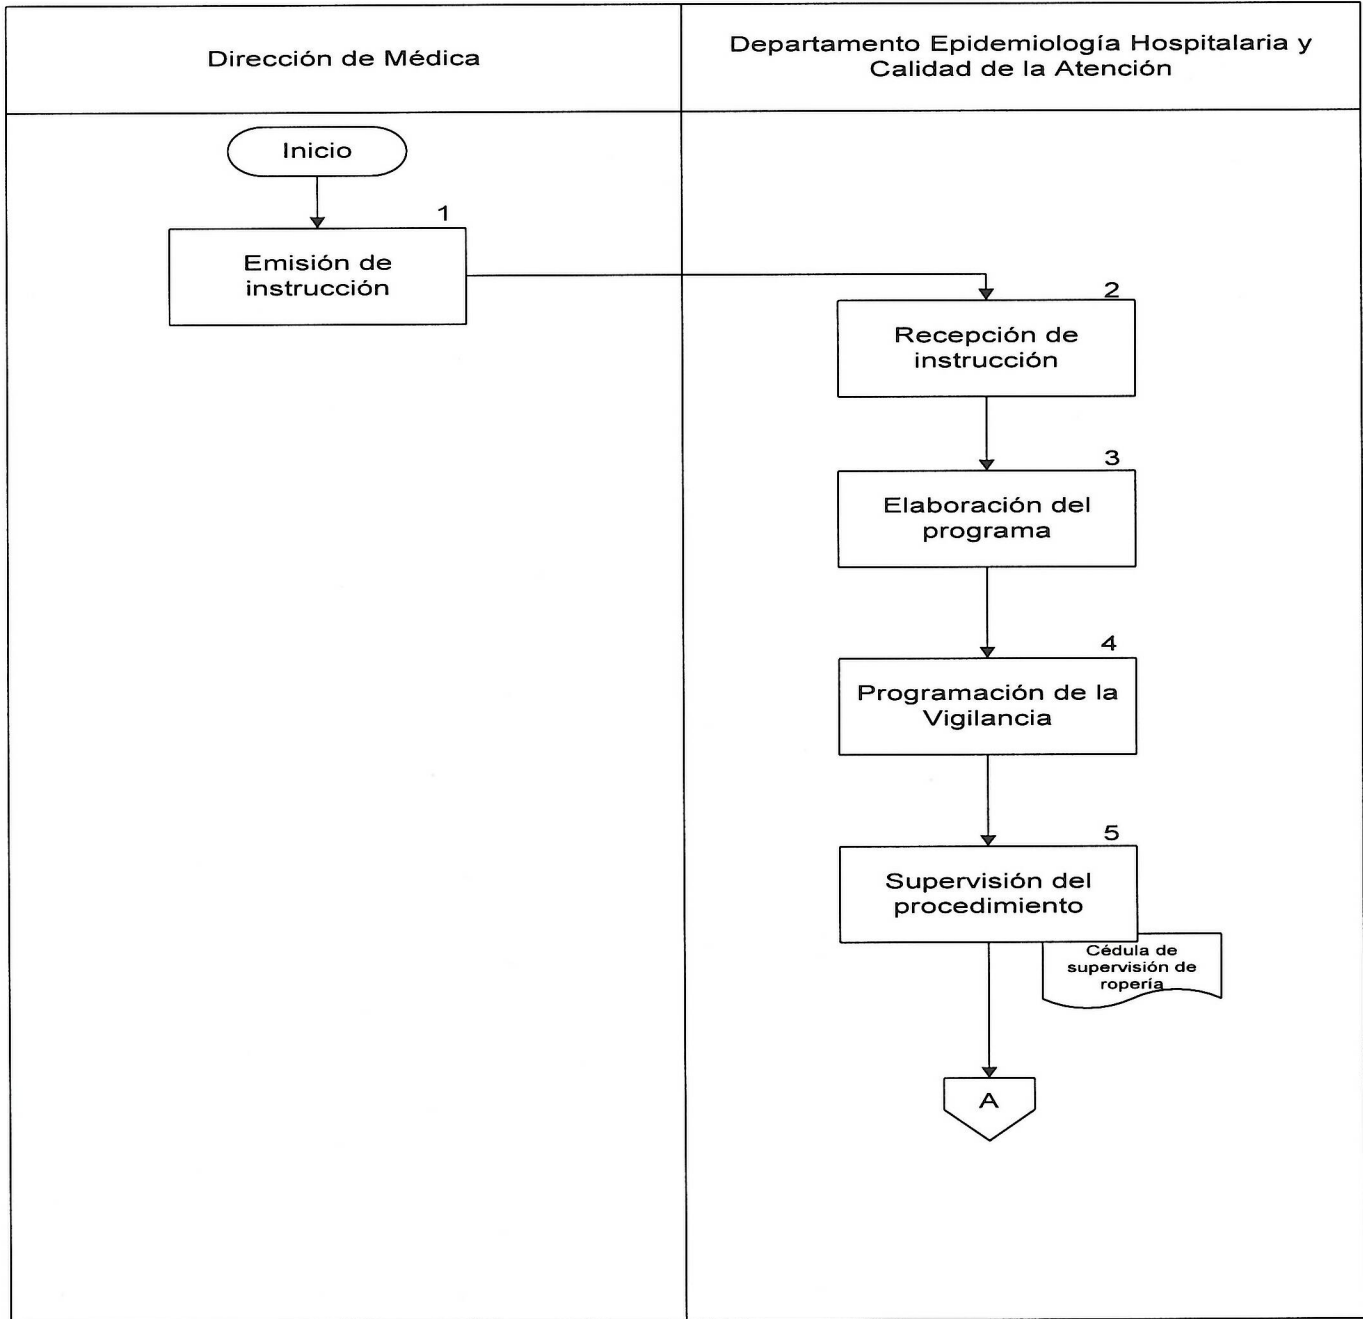 Dirección de Médica
Departamento Epidemiología Hospitalaria y
Calidad de la Atención
Inicio
1
Emisión de
instrucción
2
Recepción de
instrucción
3
Elaboración del
programa
4
Programación de la
Vigilancia
5
Supervisión del
procedimiento
Cédula de
supervisión de
ropería
A